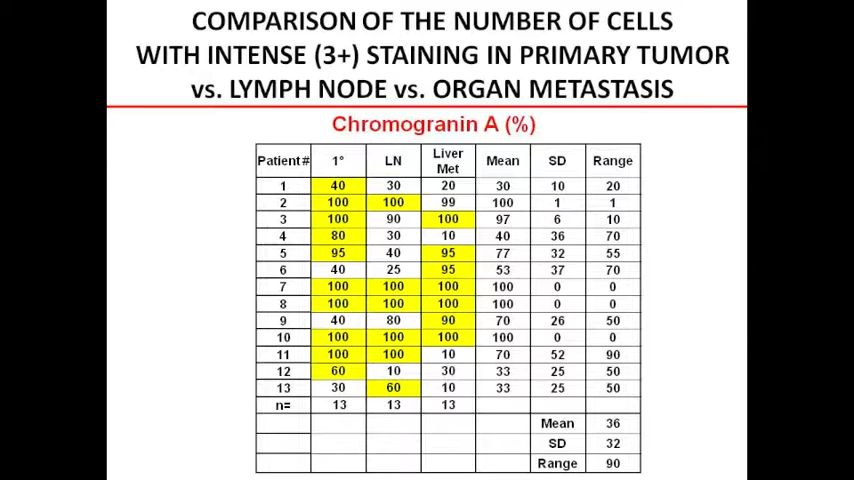 COMPARISON OF THE NUMBER OF CELLS
WITH INTENSE (3+) STAINING IN PRIMARY TUMOR
vs. LYMPH NODE vs. ORGAN METASTASIS
Chromogranin A (%)
Patient # 1° LN Liver Met Mean SD Range
1 40 30 20 30 10 20
2 100 100 99 100 1 1
3 100 90 100 97 6 10
4 80 30 10 40 36 70
5 95 40 95 77 32 55
6 40 25 95 53 37 70
7 100 100 100 100 0 0
8 100 100 100 100 0 0
9 40 80 90 70 26 50
10 100 100 100 100 0 0
11 100 100 10 70 52 90
12 60 10 30 33 25 50
13 30 60 10 33 25 50
n= 13 13 13
Mean 36
SD 32
Range 90